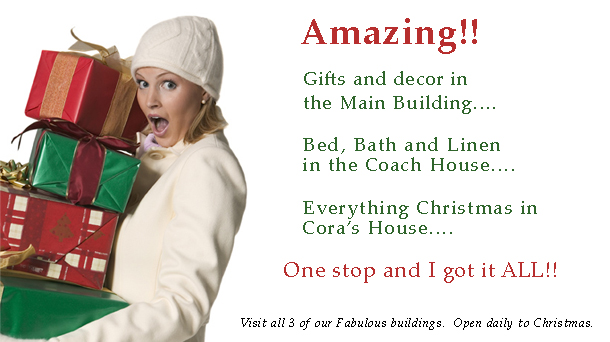 Amazing!!
Gifts and decor in
the Main Building....
Bed, Bath and Linen
in the Coach House....
Everything Christmas in
Cora's House....
One stop and I got it ALL!!
Visit all 3 of our Fabulous buildings.  Open daily to Christmas.